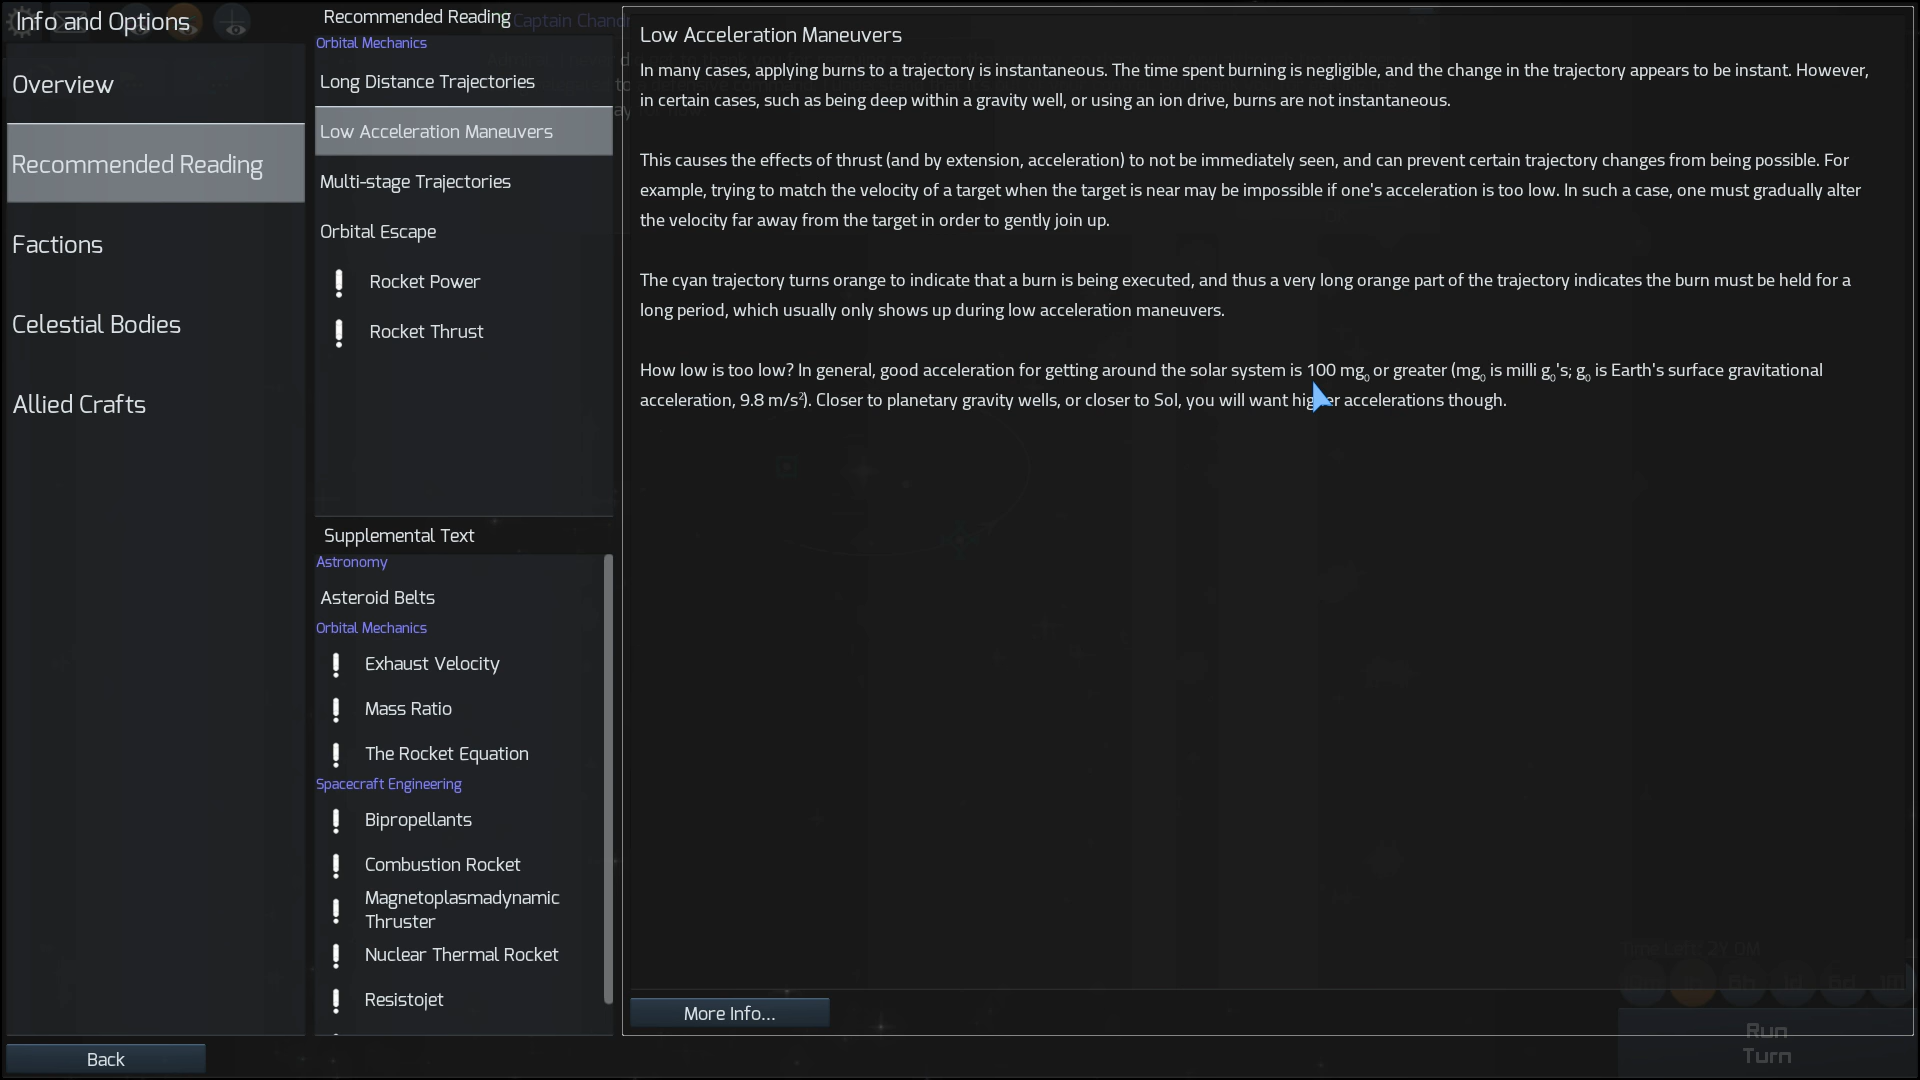 Info and Options
Overview
Recommended Reading
Factions
Celestial Bodies
Allied Crafts
Back
Recommended Reading
Orbital Mechanics
Long Distance Trajectories
Low Acceleration Maneuvers
Multi-stage Trajectories
Orbital Escape
Rocket Power
Rocket Thrust
Supplemental Text
Astronomy
Asteroid Belts
Orbital Mechanics
Exhaust Velocity
Mass Ratio
The Rocket Equation
Spacecraft Engineering
Bipropellants
Combustion Rocket
Magnetoplasmadynamic
Thruster
Nuclear Thermal Rocket
Resistojet
Captain
Low Acceleration Maneuvers
In many cases, applying burns to a trajectory is instantaneous. The time spent burning is negligible, and the change in the trajectory appears to be instant. However,
in certain cases, such as being deep within a gravity well, or using an ion drive, burns are not instantaneous.
This causes the effects of thrust (and by extension, acceleration) to not be immediately seen, and can prevent certain trajectory changes from being possible. For
example, trying to match the velocity of a target when the target is near may be impossible if one's acceleration is too low. In such a case, one must gradually alter
the velocity far away from the target in order to gently join up.
The cyan trajectory turns orange to indicate that a burn is being executed, and thus a very long orange part of the trajectory indicates the burn must be held for a
long period, which usually only shows up during low acceleration maneuvers.
How low is too low? In general, good acceleration for getting around the solar system is 100 mg₀ or greater (mg₀ is milli g₀'s; g₀ is Earth's surface gravitational
acceleration, 9.8 m/s²). Closer to planetary gravity wells, or closer to Sol, you will want higher accelerations though.
More Info...
Time Left: 2Y 0M
Run
Turn